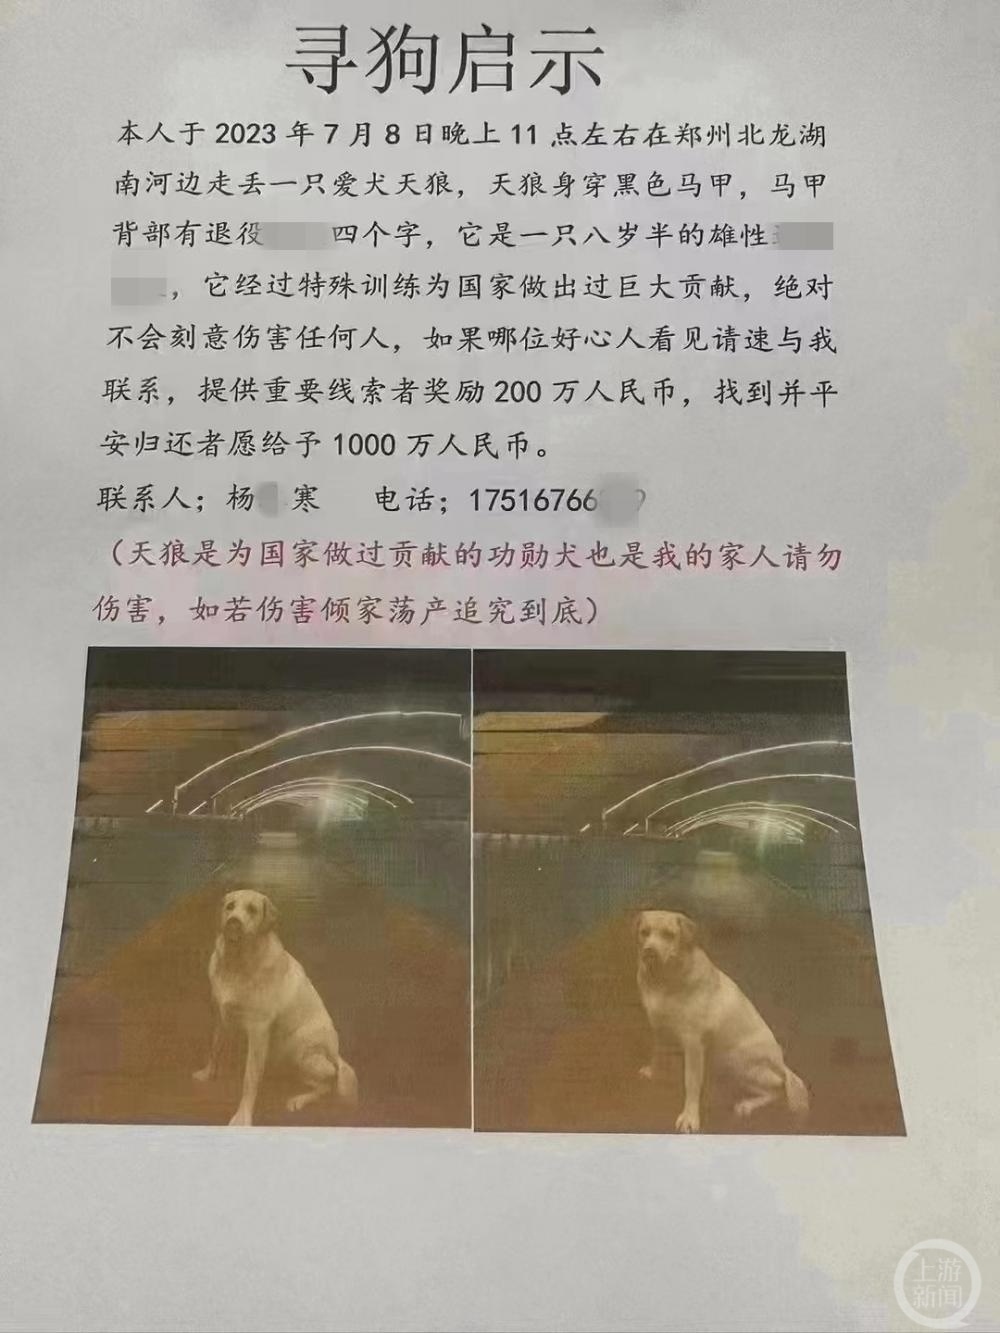 寻狗启示
本人于 2023 年 7 月 8 日晚上 11 点左右在郑州北龙湖
南河边走丢一只爱犬天狼，天狼身穿黑色马甲，马甲
背部有退役 四个字，它是一只八岁半的雄性
，它经过特殊训练为国家做出过巨大贡献，绝对
不会刻意伤害任何人，如果哪位好心人看见请速与我
联系，提供重要线索者奖励 200 万人民币，找到并平
安归还者愿给予 1000 万人民币。
联系人；杨 寒 电话；17516766 9
（天狼是为国家做过贡献的功勋犬也是我的家人请勿
伤害，如若伤害倾家荡产追究到底）
上游
新闻